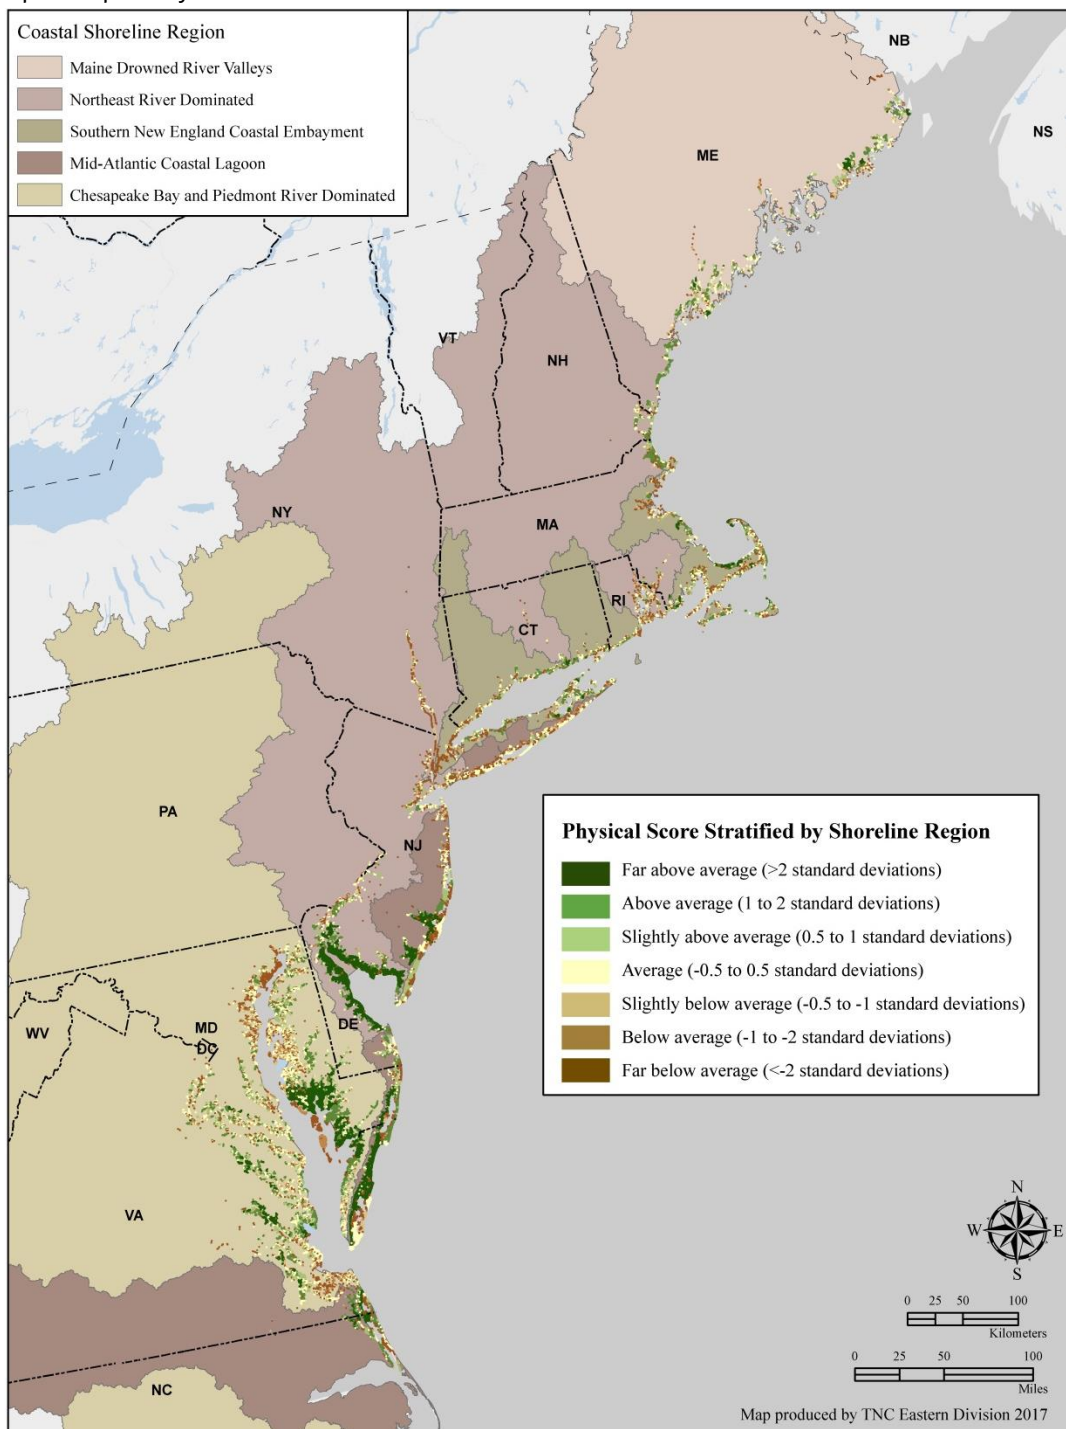 Coastal Shoreline Region
Maine Drowned River Valleys
Northeast River Dominated
Southern New England Coastal Embayment
Mid-Atlantic Coastal Lagoon
Chesapeake Bay and Piedmont River Dominated
NB
NS
ME
VT
NH
NY
MA
RI
CT
PA
NJ
Physical Score Stratified by Shoreline Region
Far above average (>2 standard deviations)
Above average (1 to 2 standard deviations)
Slightly above average (0.5 to 1 standard deviations)
Average (-0.5 to 0.5 standard deviations)
Slightly below average (-0.5 to -1 standard deviations)
Below average (-1 to -2 standard deviations)
Far below average (<-2 standard deviations)
WV
MD
DC
DE
VA
NC
N
W E
S
0 25 50 100
Kilometers
0 25 50 100
Miles
Map produced by TNC Eastern Division 2017